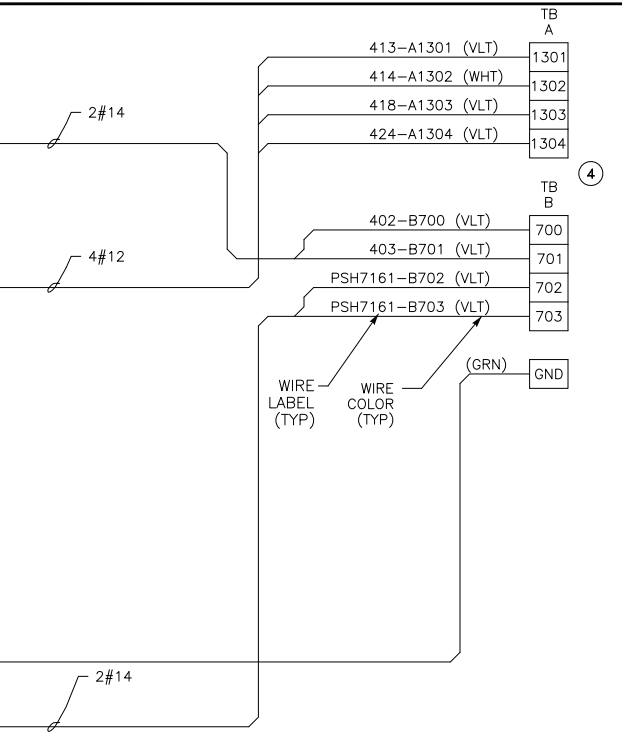 TB
A
413-A1301 (VLT)
1301
414-A1302 (WHT)
1302
418-A1303 (VLT)
1303
424-A1304 (VLT)
1304
2#14
4
TB
B
402-B700 (VLT)
700
403-B701 (VLT)
701
4#12
PSH7161-B702 (VLT)
702
PSH7161-B703 (VLT)
703
(GRN)
GND
WIRE
LABEL
(TYP)
WIRE
COLOR
(TYP)
2#14